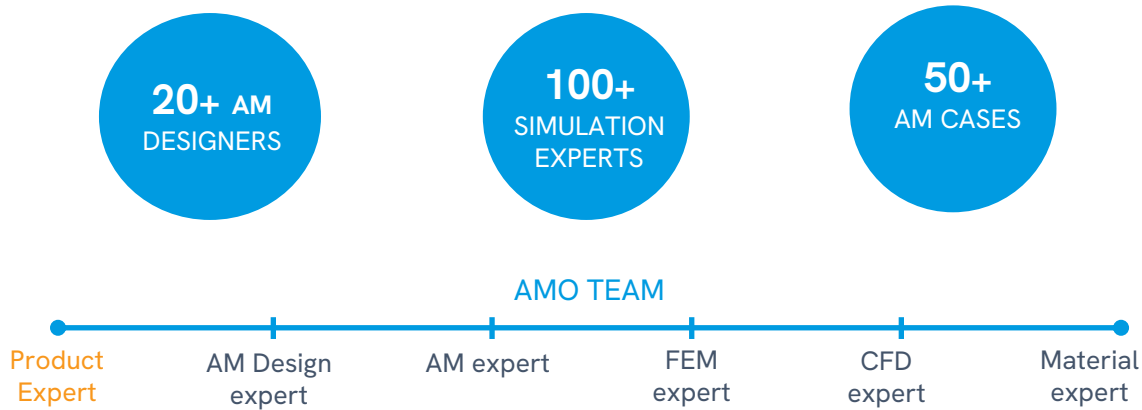 20+ AM
DESIGNERS
100+
SIMULATION
EXPERTS
50+
AM CASES
AMO TEAM
Product
Expert
AM Design
expert
AM expert
FEM
expert
CFD
expert
Material
expert